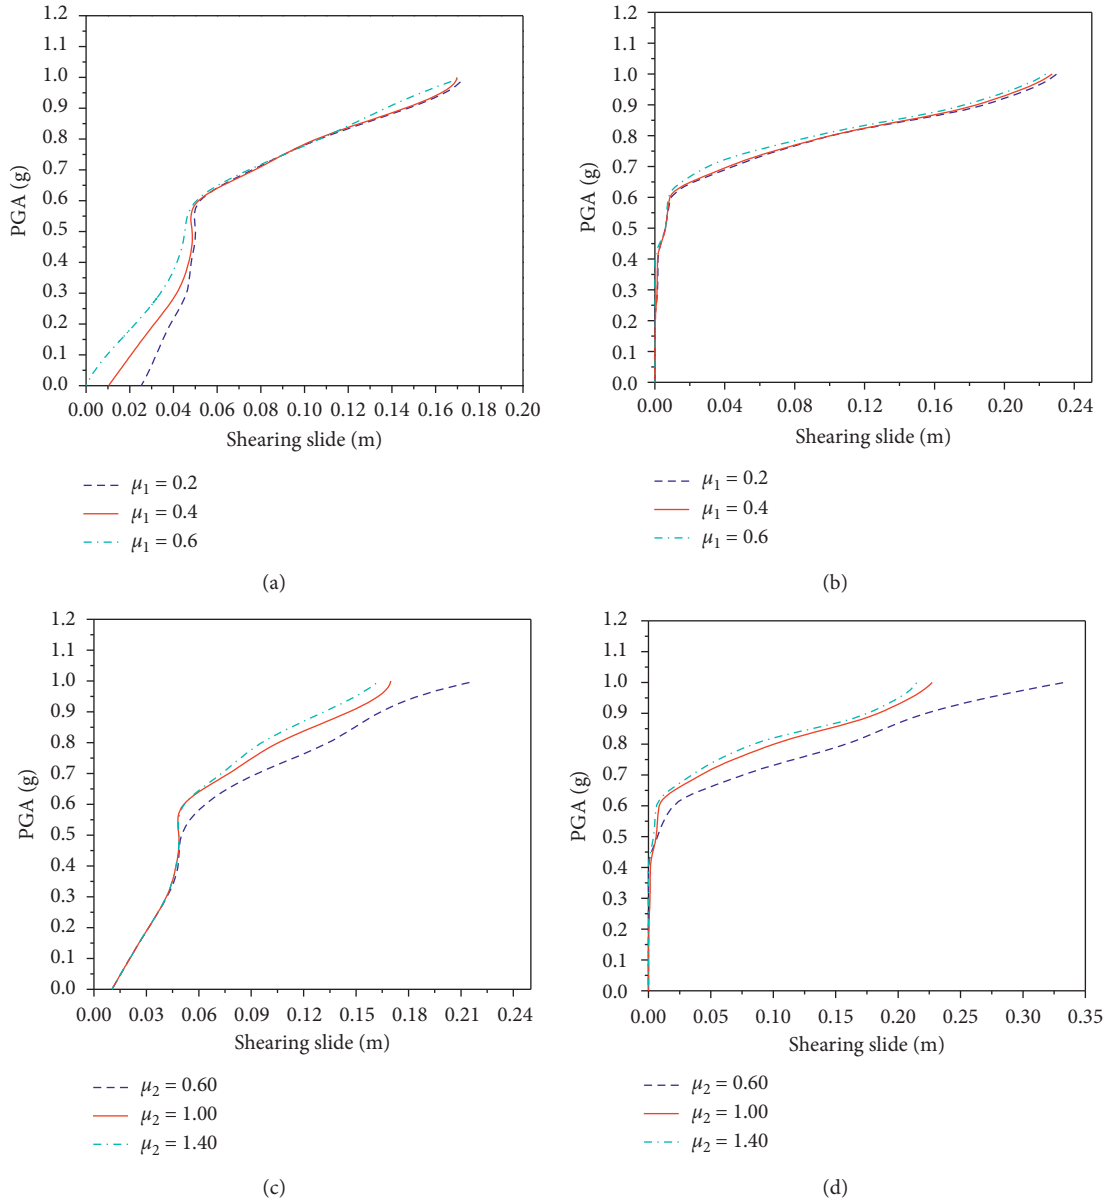 1.2
1.1
1.0
0.9
0.8
0.7
0.6
0.5
0.4
0.3
0.2
0.1
0.0
PGA (g)
0.00 0.02 0.04 0.06 0.08 0.10 0.12 0.14 0.16 0.18 0.20
Shearing slide (m)
μ1 = 0.2
μ1 = 0.4
μ1 = 0.6
(a)
1.2
1.1
1.0
0.9
0.8
0.7
0.6
0.5
0.4
0.3
0.2
0.1
0.0
PGA (g)
0.00 0.04 0.08 0.12 0.16 0.20 0.24
Shearing slide (m)
μ1 = 0.2
μ1 = 0.4
μ1 = 0.6
(b)
1.2
1.1
1.0
0.9
0.8
0.7
0.6
0.5
0.4
0.3
0.2
0.1
0.0
PGA (g)
0.00 0.03 0.06 0.09 0.12 0.15 0.18 0.21 0.24
Shearing slide (m)
μ2 = 0.60
μ2 = 1.00
μ2 = 1.40
(c)
1.2
1.1
1.0
0.9
0.8
0.7
0.6
0.5
0.4
0.3
0.2
0.1
0.0
PGA (g)
0.00 0.05 0.10 0.15 0.20 0.25 0.30 0.35
Shearing slide (m)
μ2 = 0.60
μ2 = 1.00
μ2 = 1.40
(d)